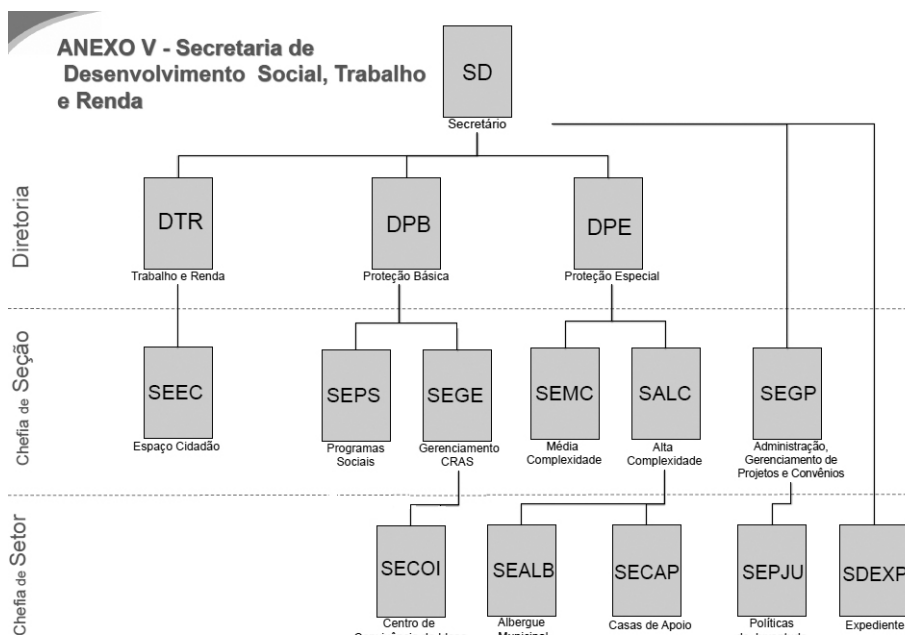 ANEXO V - Secretaria de
Desenvolvimento Social, Trabalho
e Renda
SD
Secretário
Diretoria
DTR
Trabalho e Renda
DPB
Proteção Básica
DPE
Proteção Especial
Chefia de Seção
SEEC
Espaço Cidadão
SEPS
Programas
Sociais
SEGE
Gerenciamento
CRAS
SEMC
Média
Complexidade
SALC
Alta
Complexidade
SEGP
Administração,
Gerenciamento de
Projetos e Convênios
Chefia de Setor
SECOI
Centro de
SEALB
Albergue
Municipal
SECAP
Casas de Apoio
SEPJU
Políticas
SDEXP
Expediente